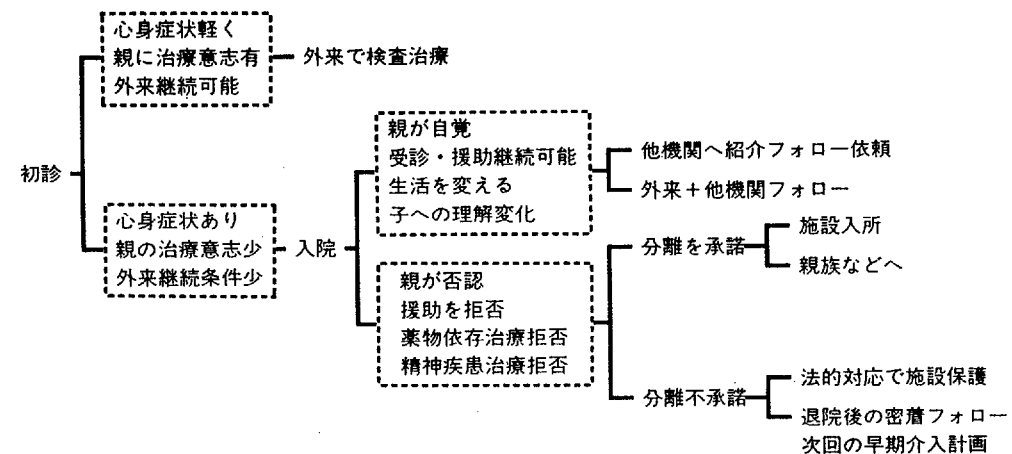 初診
心身症状軽く
親に治療意志有
外来継続可能
外来で検査治療
心身症状あり
親の治療意志少
外来継続条件少
入院
親が自覚
受診・援助継続可能
生活を変える
子への理解変化
他機関へ紹介フォロー依頼
外来+他機関フォロー
親が否認
援助を拒否
薬物依存治療拒否
精神疾患治療拒否
分離を承諾
施設入所
親族などへ
分離不承諾
法的対応で施設保護
退院後の密着フォロー
次回の早期介入計画